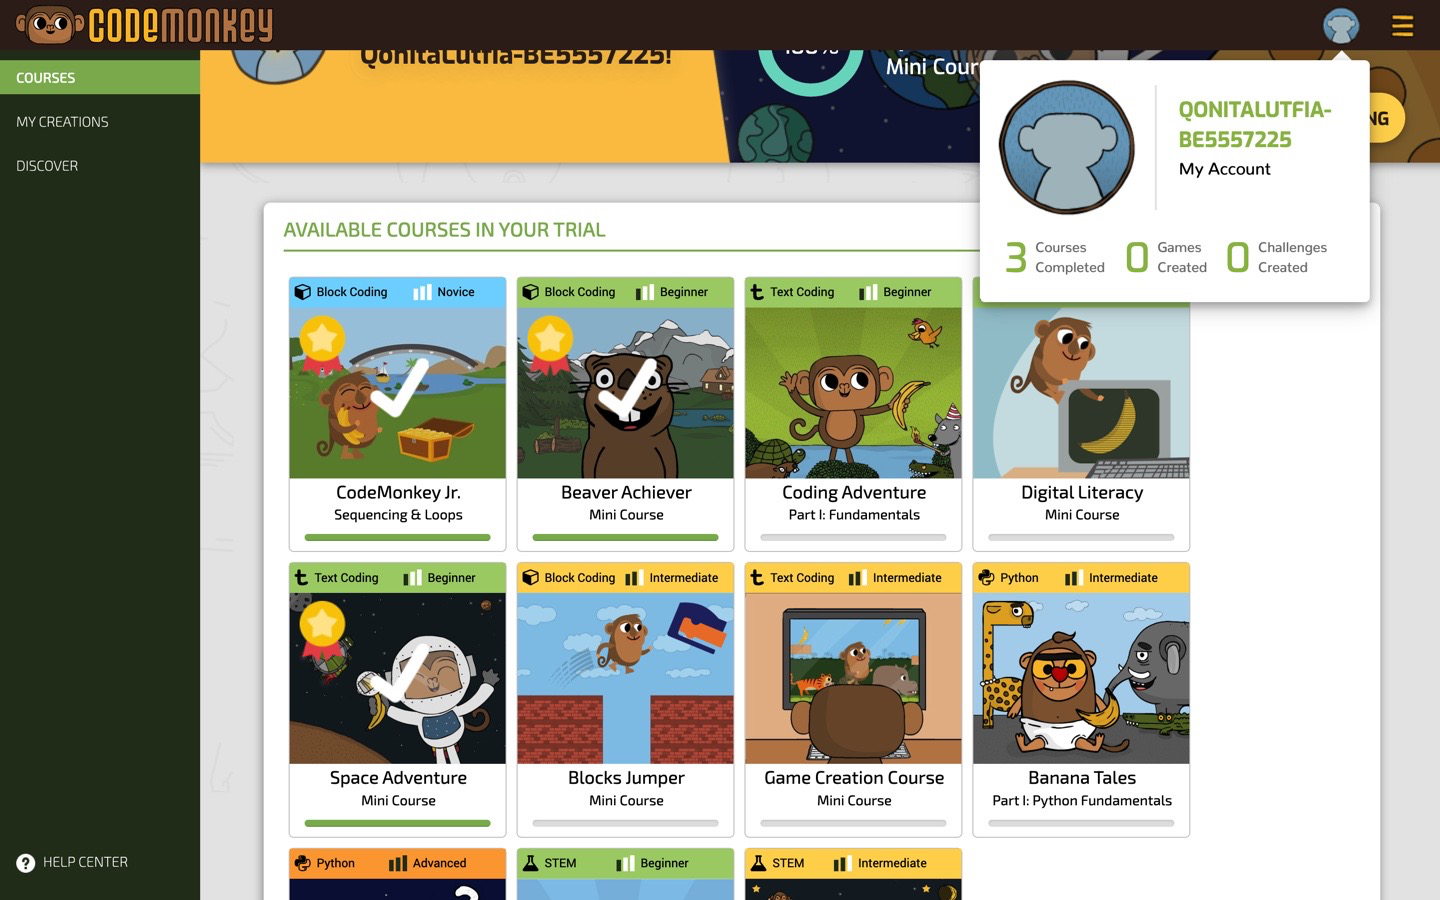 CODEMONKEY
COURSES
MY CREATIONS
DISCOVER
HELP CENTER
QonitaLutfia-BE5557225!
100%
Mini Cour
NG
QONITALUTFIA-
BE5557225
My Account
3 Courses Completed
0 Games Created
0 Challenges Created
AVAILABLE COURSES IN YOUR TRIAL
Block Coding Novice
CodeMonkey Jr.
Sequencing & Loops
Block Coding Beginner
Beaver Achiever
Mini Course
Text Coding Beginner
Coding Adventure
Part I: Fundamentals
Digital Literacy
Mini Course
Text Coding Beginner
Space Adventure
Mini Course
Block Coding Intermediate
Blocks Jumper
Mini Course
Text Coding Intermediate
Game Creation Course
Mini Course
Python Intermediate
Banana Tales
Part I: Python Fundamentals
Python Advanced
STEM Beginner
STEM Intermediate